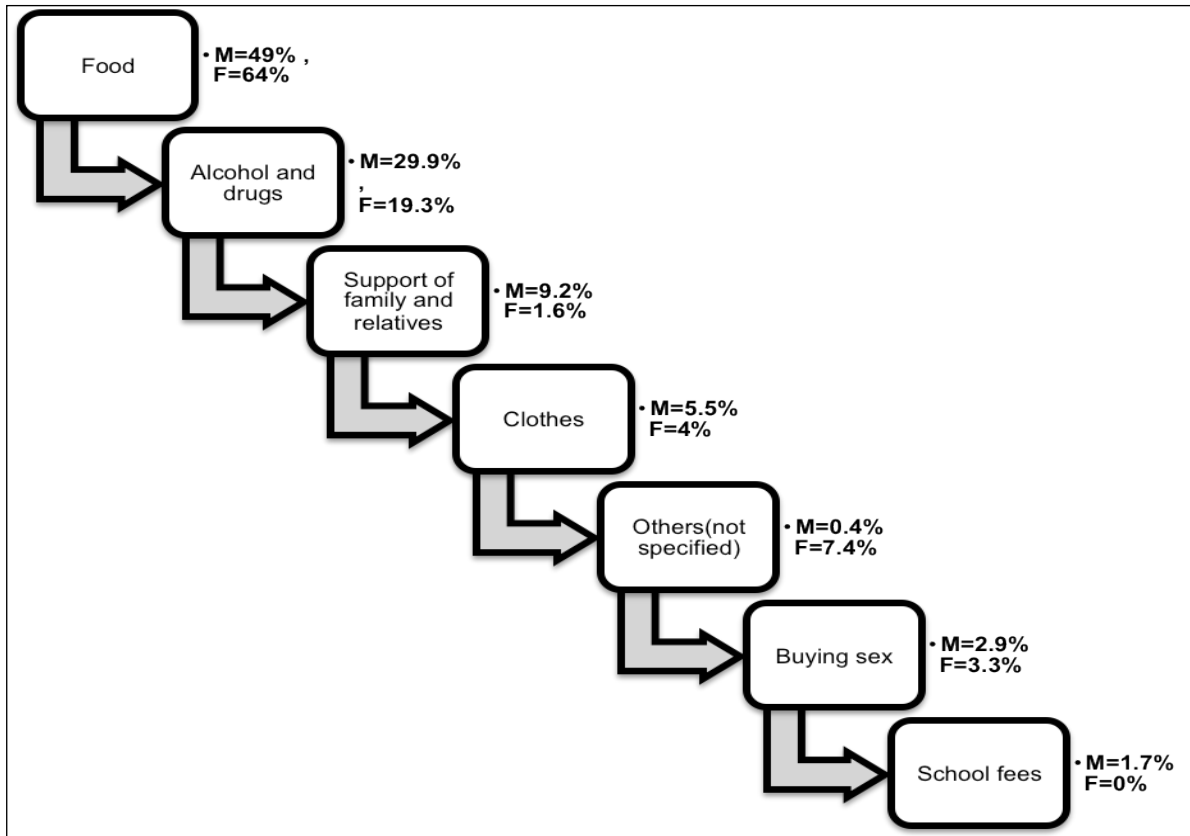 Food
• M=49% ,
F=64%
Alcohol and
drugs
• M=29.9%
,
F=19.3%
Support of
family and
relatives
• M=9.2%
F=1.6%
Clothes
• M=5.5%
F=4%
Others(not
specified)
• M=0.4%
F=7.4%
Buying sex
• M=2.9%
F=3.3%
School fees
• M=1.7%
F=0%